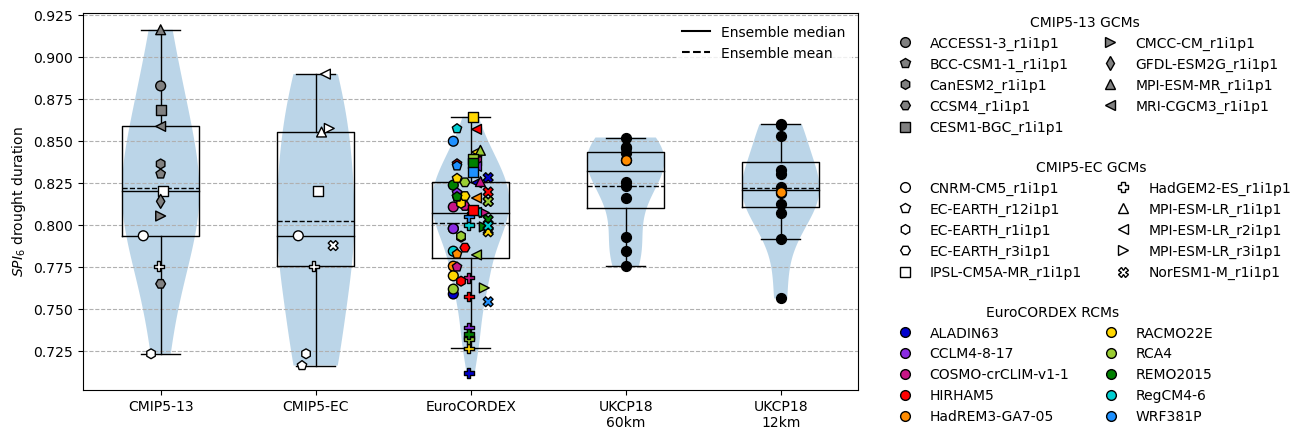 0.925
0.900
0.875
0.850
0.825
0.800
0.775
0.750
0.725
SPI6 drought duration
Ensemble median
Ensemble mean
CMIP5-13
CMIP5-EC
EuroCORDEX
UKCP18
60km
UKCP18
12km
CMIP5-13 GCMs
ACCESS1-3_r1i1p1
BCC-CSM1-1_r1i1p1
CanESM2_r1i1p1
CCSM4_r1i1p1
CESM1-BGC_r1i1p1
CMCC-CM_r1i1p1
GFDL-ESM2G_r1i1p1
MPI-ESM-MR_r1i1p1
MRI-CGCM3_r1i1p1
CMIP5-EC GCMs
CNRM-CM5_r1i1p1
EC-EARTH_r12i1p1
EC-EARTH_r1i1p1
EC-EARTH_r3i1p1
IPSL-CM5A-MR_r1i1p1
HadGEM2-ES_r1i1p1
MPI-ESM-LR_r1i1p1
MPI-ESM-LR_r2i1p1
MPI-ESM-LR_r3i1p1
NorESM1-M_r1i1p1
EuroCORDEX RCMs
ALADIN63
CCLM4-8-17
COSMO-crCLIM-v1-1
HIRHAM5
HadREM3-GA7-05
RACMO22E
RCA4
REMO2015
RegCM4-6
WRF381P